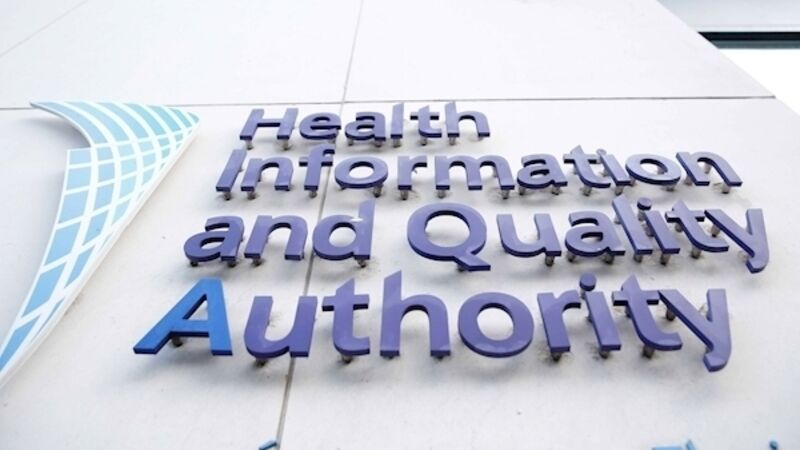 Health
Information
and Quality
Authority